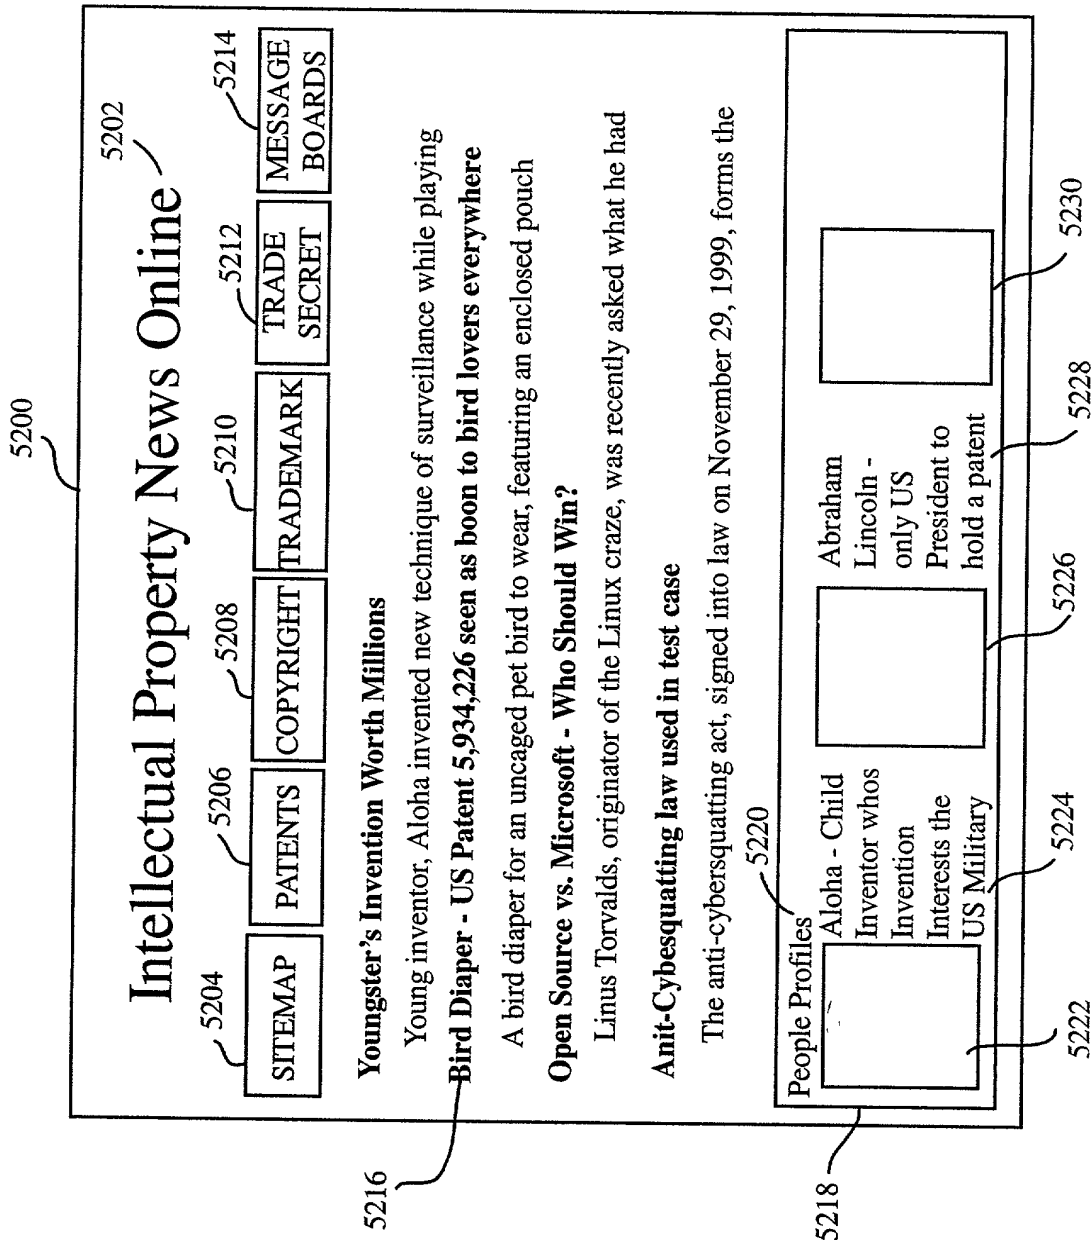 5200
Intellectual Property News Online
5202
5204
5206
5208
5210
5212
5214
SITEMAP
PATENTS
COPYRIGHT
TRADEMARK
TRADE
SECRET
MESSAGE
BOARDS
Youngster's Invention Worth Millions
Young inventor, Aloha invented new technique of surveillance while playing
Bird Diaper - US Patent 5,934,226 seen as boon to bird lovers everywhere
5216
A bird diaper for an uncaged pet bird to wear, featuring an enclosed pouch
Open Source vs. Microsoft - Who Should Win?
Linus Torvalds, originator of the Linux craze, was recently asked what he had
Anit-Cybesquatting law used in test case
The anti-cybersquatting act, signed into law on November 29, 1999, forms the
5220
People Profiles
Aloha - Child
Inventor whos
Invention
Interests the
US Military
Abraham
Lincoln -
only US
President to
hold a patent
5218
5222
5224
5226
5228
5230